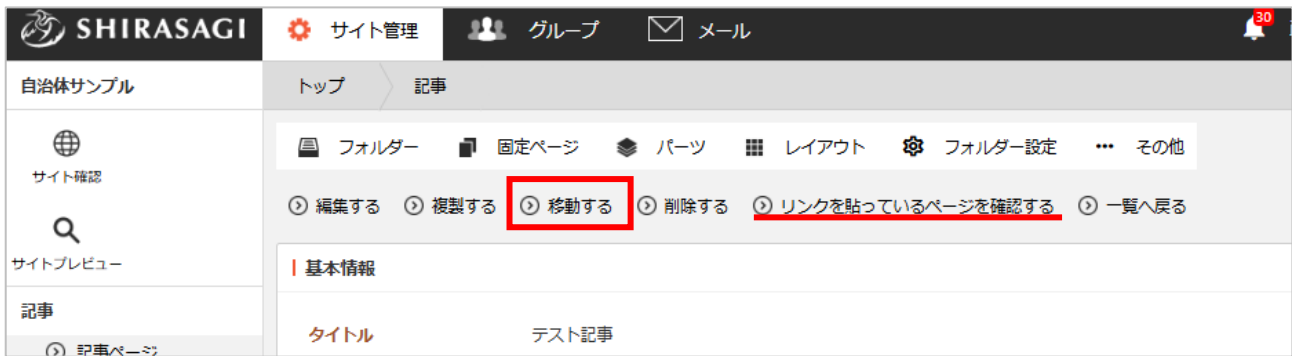 SHIRASAGI サイト管理 グループ メール 30
自治体サンプル トップ 記事
サイト確認
フォルダー 固定ページ パーツ レイアウト フォルダー設定 ••• その他
編集する 複製する 移動する 削除する リンクを貼っているページを確認する 一覧へ戻る
サイトプレビュー
基本情報
記事
タイトル テスト記事
記事ページ